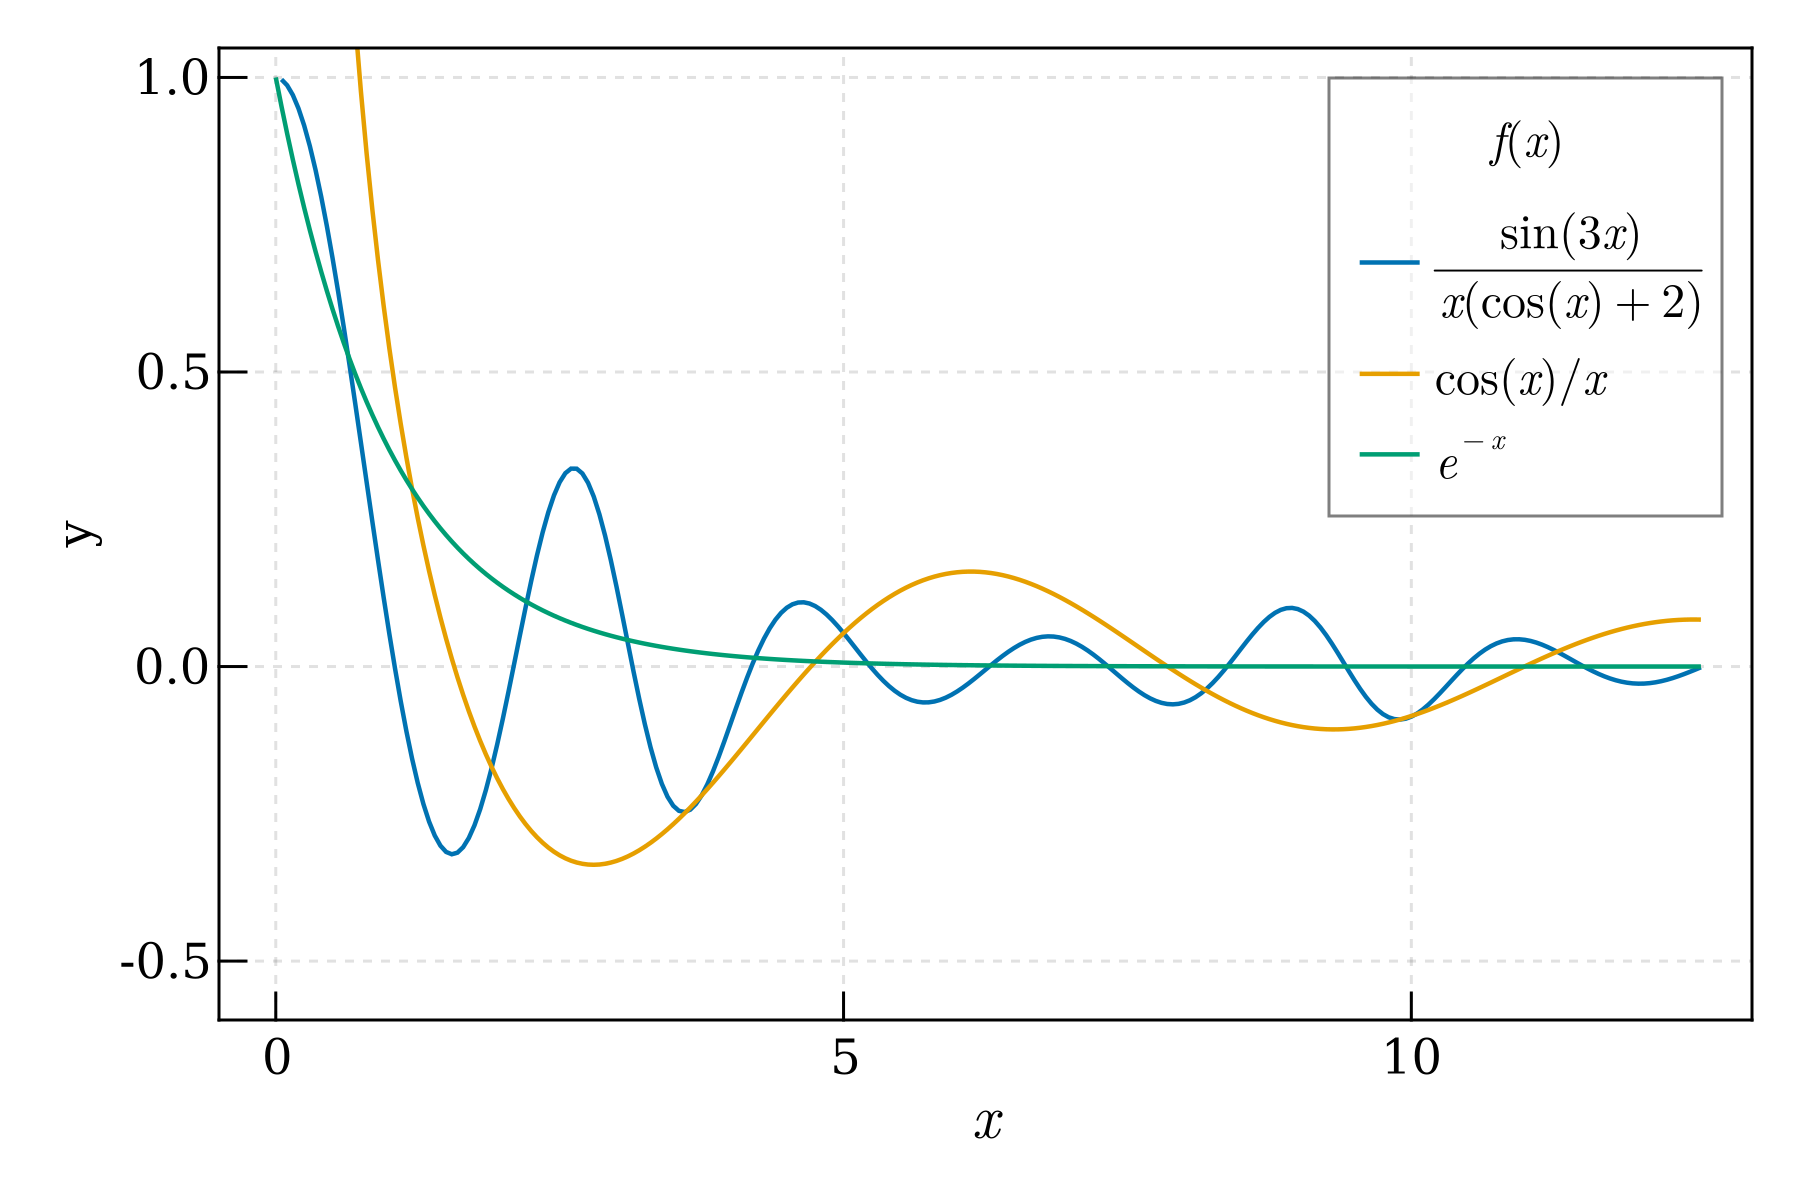 1.0
0.5
0.0
-0.5
y
0 5 10
x
f(x)
sin(3x)
x(cos(x) + 2)
cos(x)/x
e^{-x}